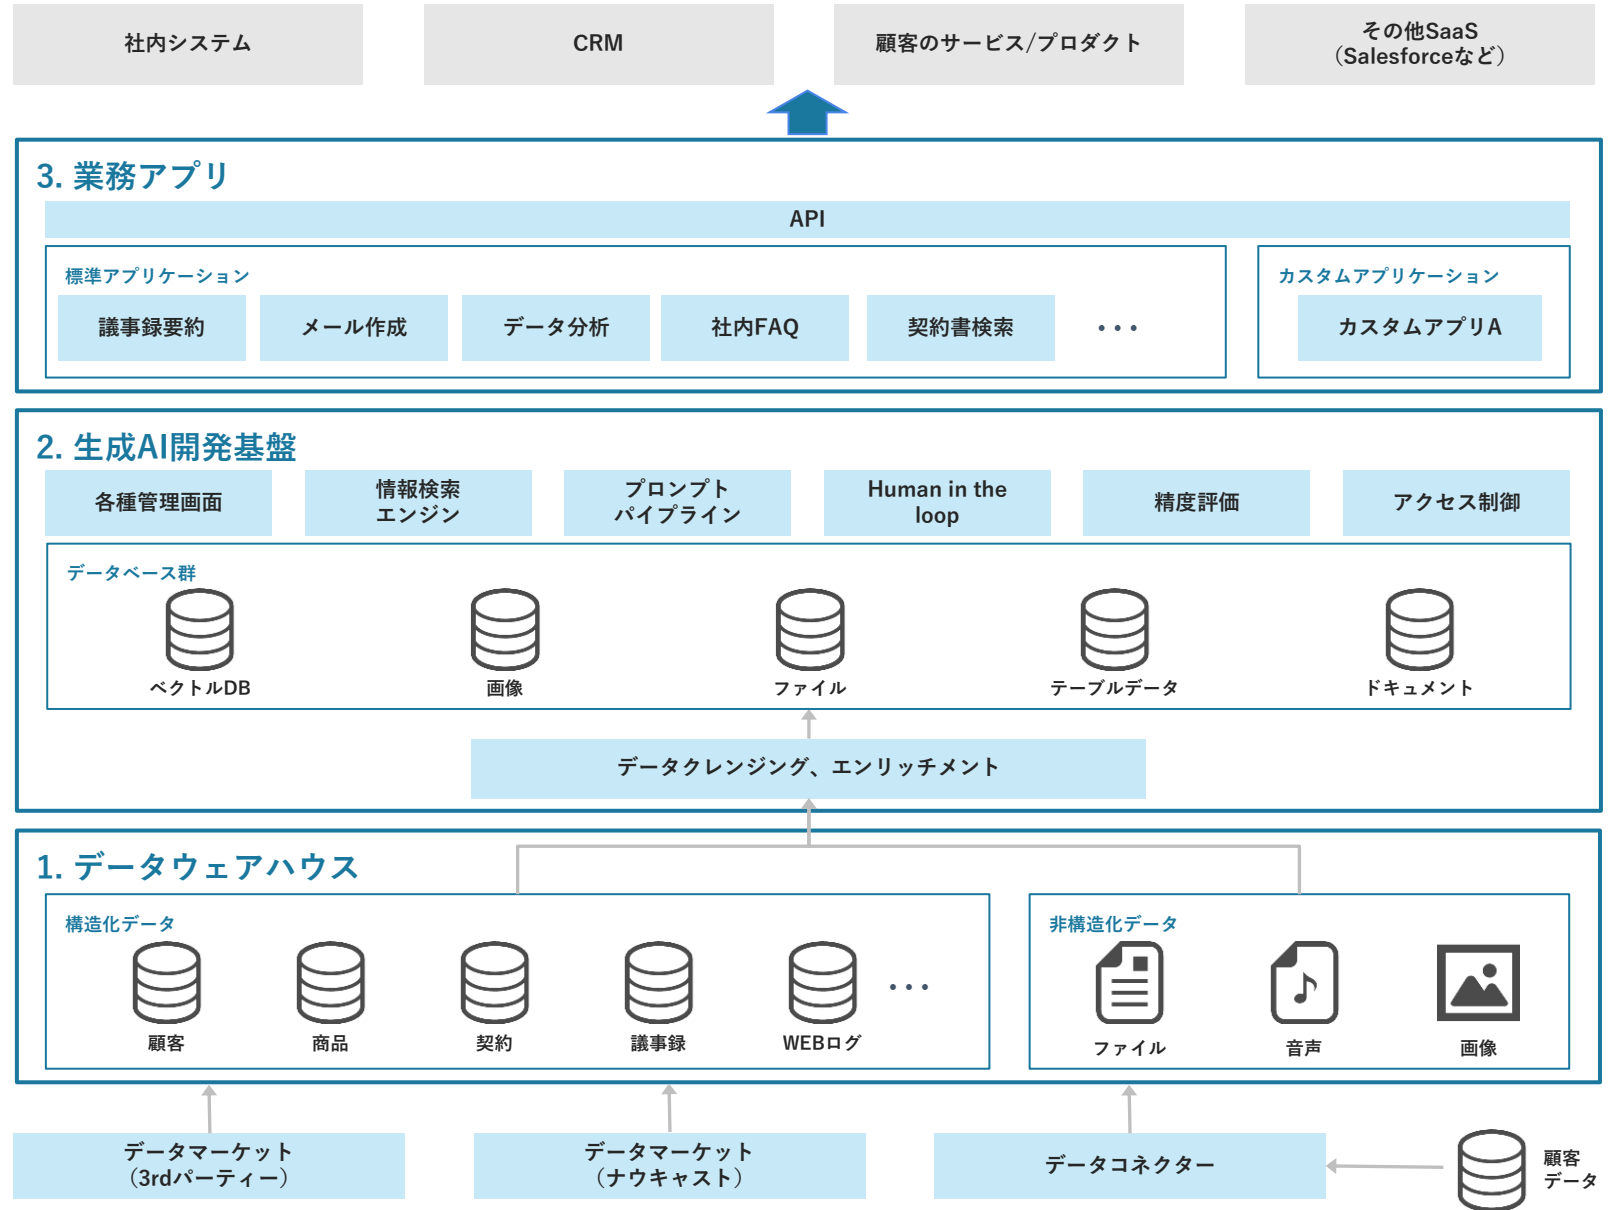 社内システム
CRM
顧客のサービス/プロダクト
その他SaaS
（Salesforceなど）
3. 業務アプリ
API
標準アプリケーション
議事録要約
メール作成
データ分析
社内FAQ
契約書検索
・・・
カスタムアプリケーション
カスタムアプリA
2. 生成AI開発基盤
各種管理画面
情報検索
エンジン
プロンプト
パイプライン
Human in the
loop
精度評価
アクセス制御
データベース群
ベクトルDB
画像
ファイル
テーブルデータ
ドキュメント
データクレンジング、エンリッチメント
1. データウェアハウス
構造化データ
顧客
商品
契約
議事録
WEBログ
・・・
非構造化データ
ファイル
音声
画像
データマーケット
（3rdパーティー）
データマーケット
（ナウキャスト）
データコネクター
顧客
データ